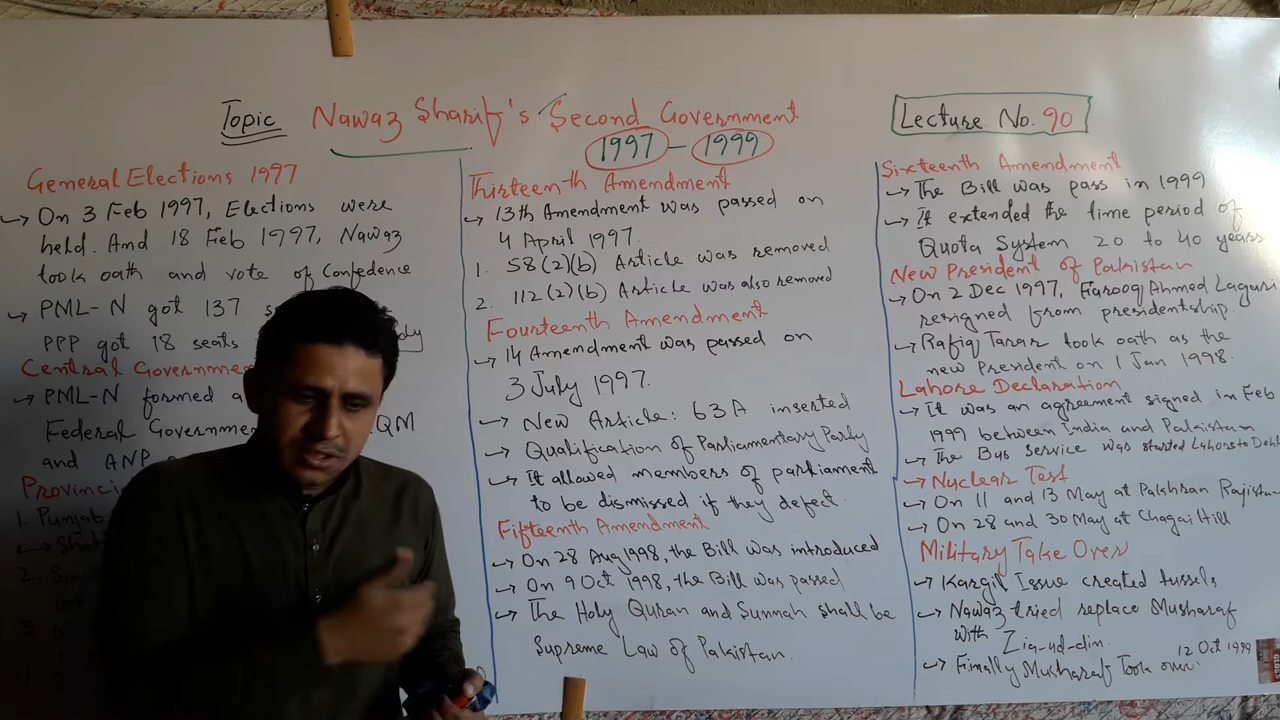 Topic Nawaz Sharif's Second Government
1997 - 1999
Lecture No. 90
General Elections 1997
→ On 3 Feb 1997, Elections were
held. And 18 Feb 1997, Nawaz
took oath and vote of Confedence
→ PML-N got 137
PPP got 18 seats
Central Governme
→ PML-N formed a
Federal Governme QM
and ANP
Provinci
1. Punjab
2.
3.
Thirteenth Amendment
→ 13th Amendment was passed on
4 April 1997.
1. 58(2)(b) Article was removed
2. 112(2)(b) Article was also removed
Fourteenth Amendment
→ 14 Amendment was passed on
3 July 1997.
→ New Article: 63A inserted
→ Qualification of Parliamentary Party
→ It allowed members of parliament
to be dismissed if they defect.
Fifteenth Amendment
→ On 28 Aug 1998, the Bill was introduced
→ On 9 Oct 1998, the Bill was passed
→ The Holy Quran and Sunnah shall be
Supreme Law of Pakistan.
Sixteenth Amendment
→ The Bill was pass in 1999
→ It extended the time period of
Quota System 20 to 40 years
New President of Pakistan
→ On 2 Dec 1997, Farooq Ahmed Lagari
resigned from presidentship.
→ Rafiq Tarar took oath as the
new President on 1 Jan 1998.
Lahore Declaration
→ It was an agreement signed in Feb
1999 between India and Pakistan
→ The Bus Service was started Lahore to Dehl
→ Nuclear Test
→ On 11 and 13 May at Pakhran Rajista
→ On 28 and 30 May at Chagai Hill
Military Take Over
→ Kargil Issue created tussels
→ Nawaz tried replace Musharaf
with Zia-ud-din.
→ Finally Musharaf Took over. 12 Oct 1999